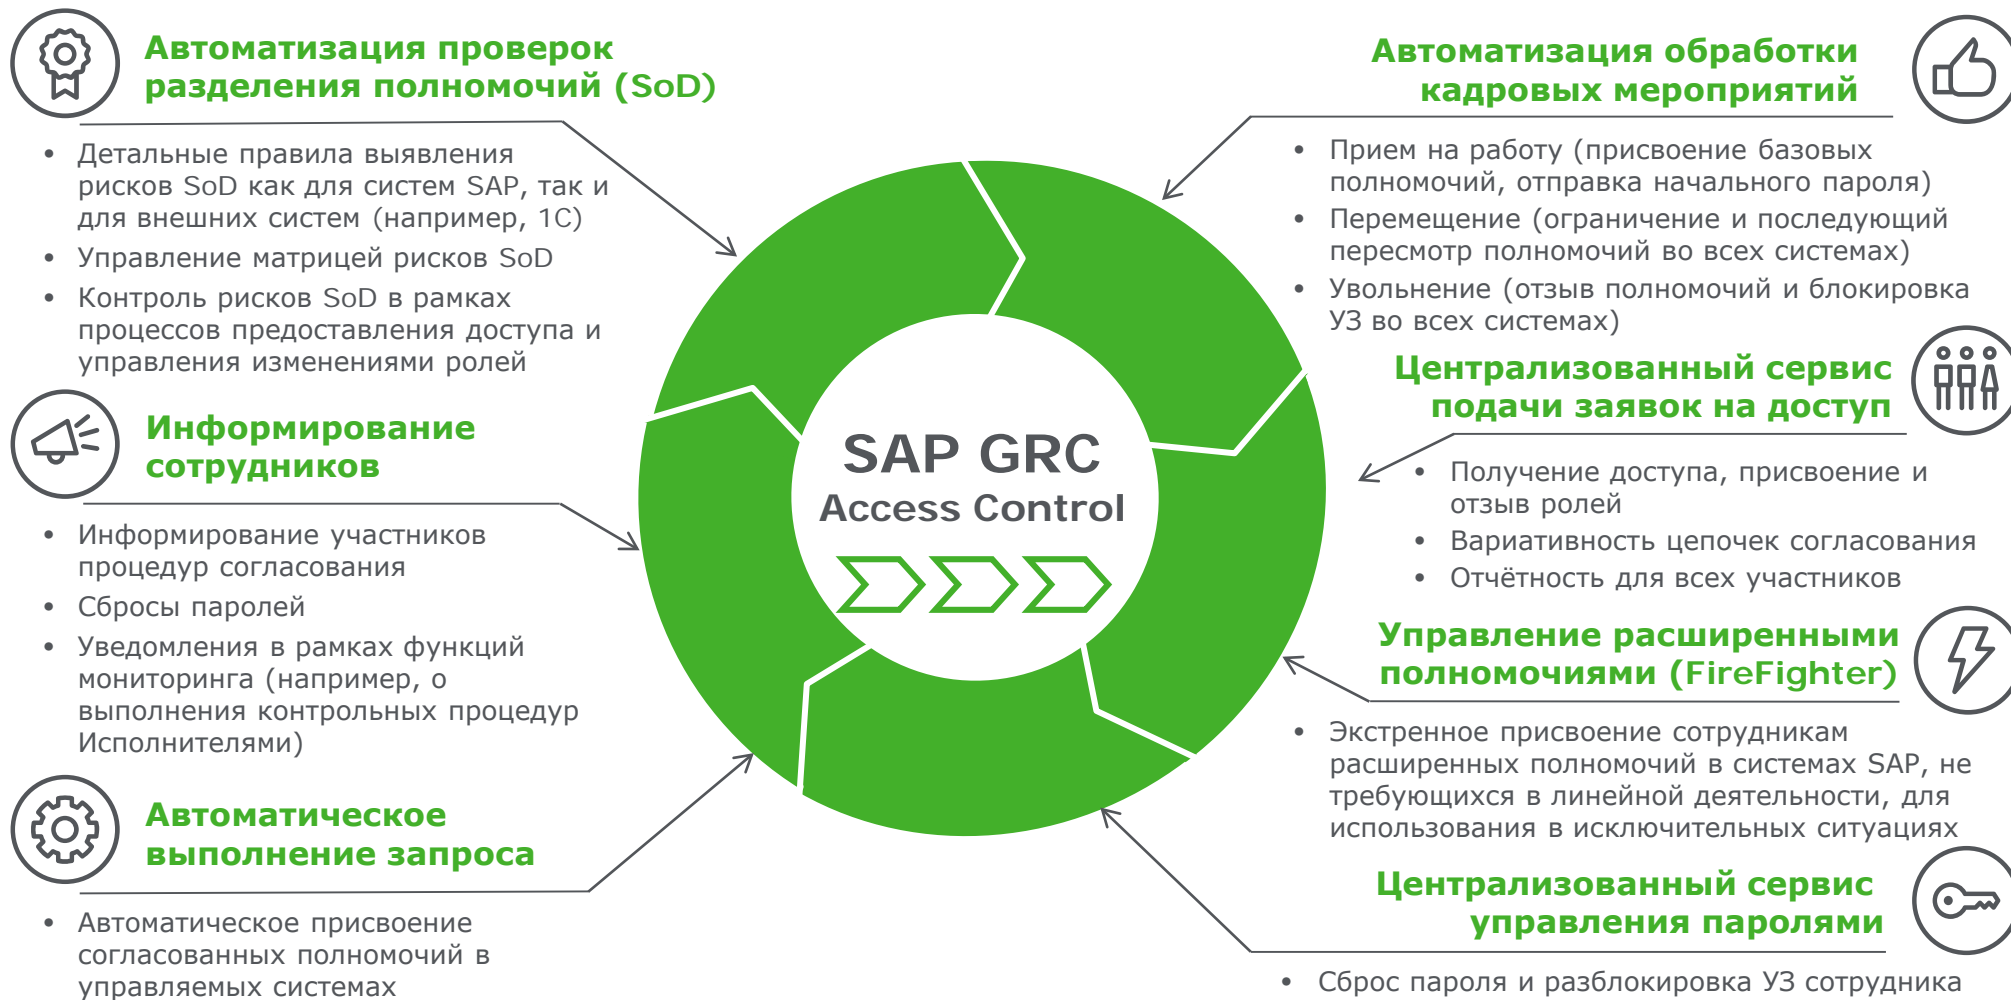 Автоматизация проверок
разделения полномочий (SoD)
• Детальные правила выявления
рисков SoD как для систем SAP, так и
для внешних систем (например, 1С)
• Управление матрицей рисков SoD
• Контроль рисков SoD в рамках
процессов предоставления доступа и
управления изменениями ролей
Информирование
сотрудников
• Информирование участников
процедур согласования
• Сбросы паролей
• Уведомления в рамках функций
мониторинга (например, о
выполнения контрольных процедур
Исполнителями)
Автоматическое
выполнение запроса
• Автоматическое присвоение
согласованных полномочий в
управляемых системах
SAP GRC
Access Control
Автоматизация обработки
кадровых мероприятий
• Прием на работу (присвоение базовых
полномочий, отправка начального пароля)
• Перемещение (ограничение и последующий
пересмотр полномочий во всех системах)
• Увольнение (отзыв полномочий и блокировка
УЗ во всех системах)
Централизованный сервис
подачи заявок на доступ
• Получение доступа, присвоение и
отзыв ролей
• Вариативность цепочек согласования
• Отчётность для всех участников
Управление расширенными
полномочиями (FireFighter)
• Экстренное присвоение сотрудникам
расширенных полномочий в системах SAP, не
требующихся в линейной деятельности, для
использования в исключительных ситуациях
Централизованный сервис
управления паролями
• Сброс пароля и разблокировка УЗ сотрудника